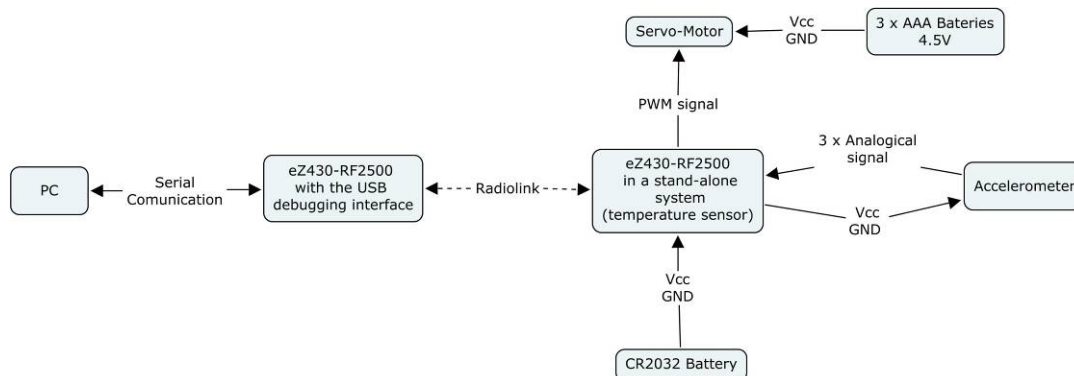 Servo-Motor
Vcc
GND
3 x AAA Bateries
4.5V
PWM signal
3 x Analogical
signal
PC
Serial
Comunication
eZ430-RF2500
with the USB
debugging interface
Radiolink
eZ430-RF2500
in a stand-alone
system
(temperature sensor)
Accelerometer
Vcc
GND
Vcc
GND
CR2032 Battery